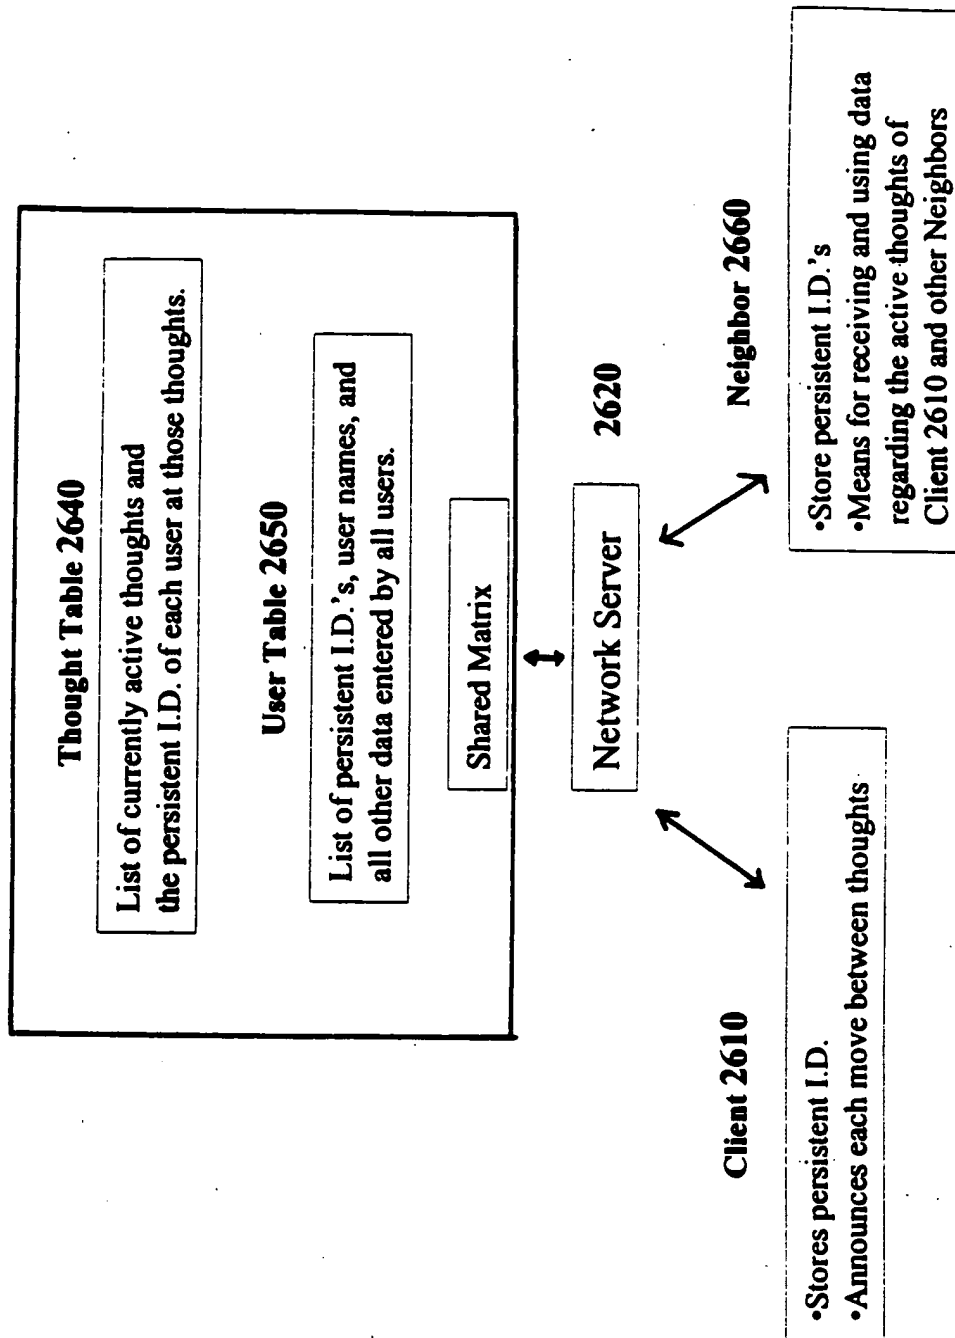 Thought Table 2640
List of currently active thoughts and
the persistent I.D. of each user at those thoughts.
User Table 2650
List of persistent I.D.'s, user names, and
all other data entered by all users.
Shared Matrix
Network Server
2620
Client 2610
•Stores persistent I.D.
•Announces each move between thoughts
Neighbor 2660
•Store persistent I.D.'s
•Means for receiving and using data
regarding the active thoughts of
Client 2610 and other Neighbors